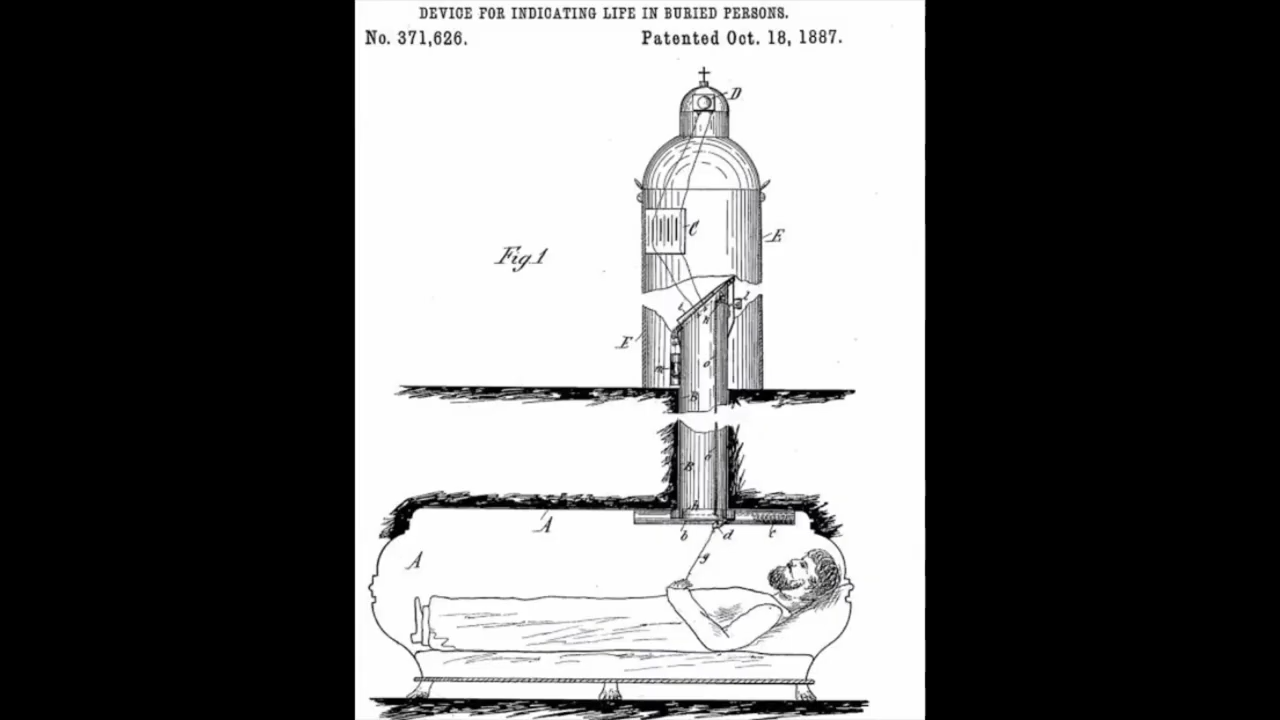 DEVICE FOR INDICATING LIFE IN BURIED PERSONS.
No. 371,626. Patented Oct. 18, 1887.
D
C
E
Fig 1
E
m
o
B
B
o
h
A
b d c
A
g